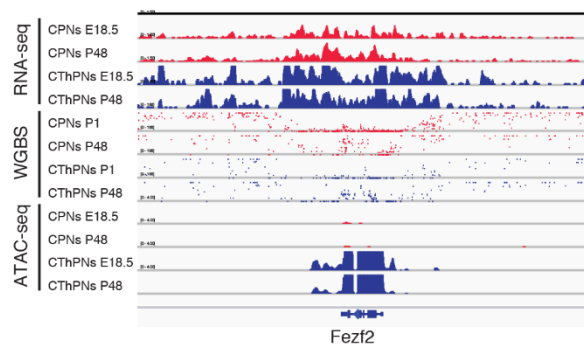 RNA-seq
CPNs E18.5
CPNs P48
CThPNs E18.5
CThPNs P48
WGBS
CPNs P1
CPNs P48
CThPNs P1
CThPNs P48
ATAC-seq
CPNs E18.5
CPNs P48
CThPNs E18.5
CThPNs P48
Fezf2